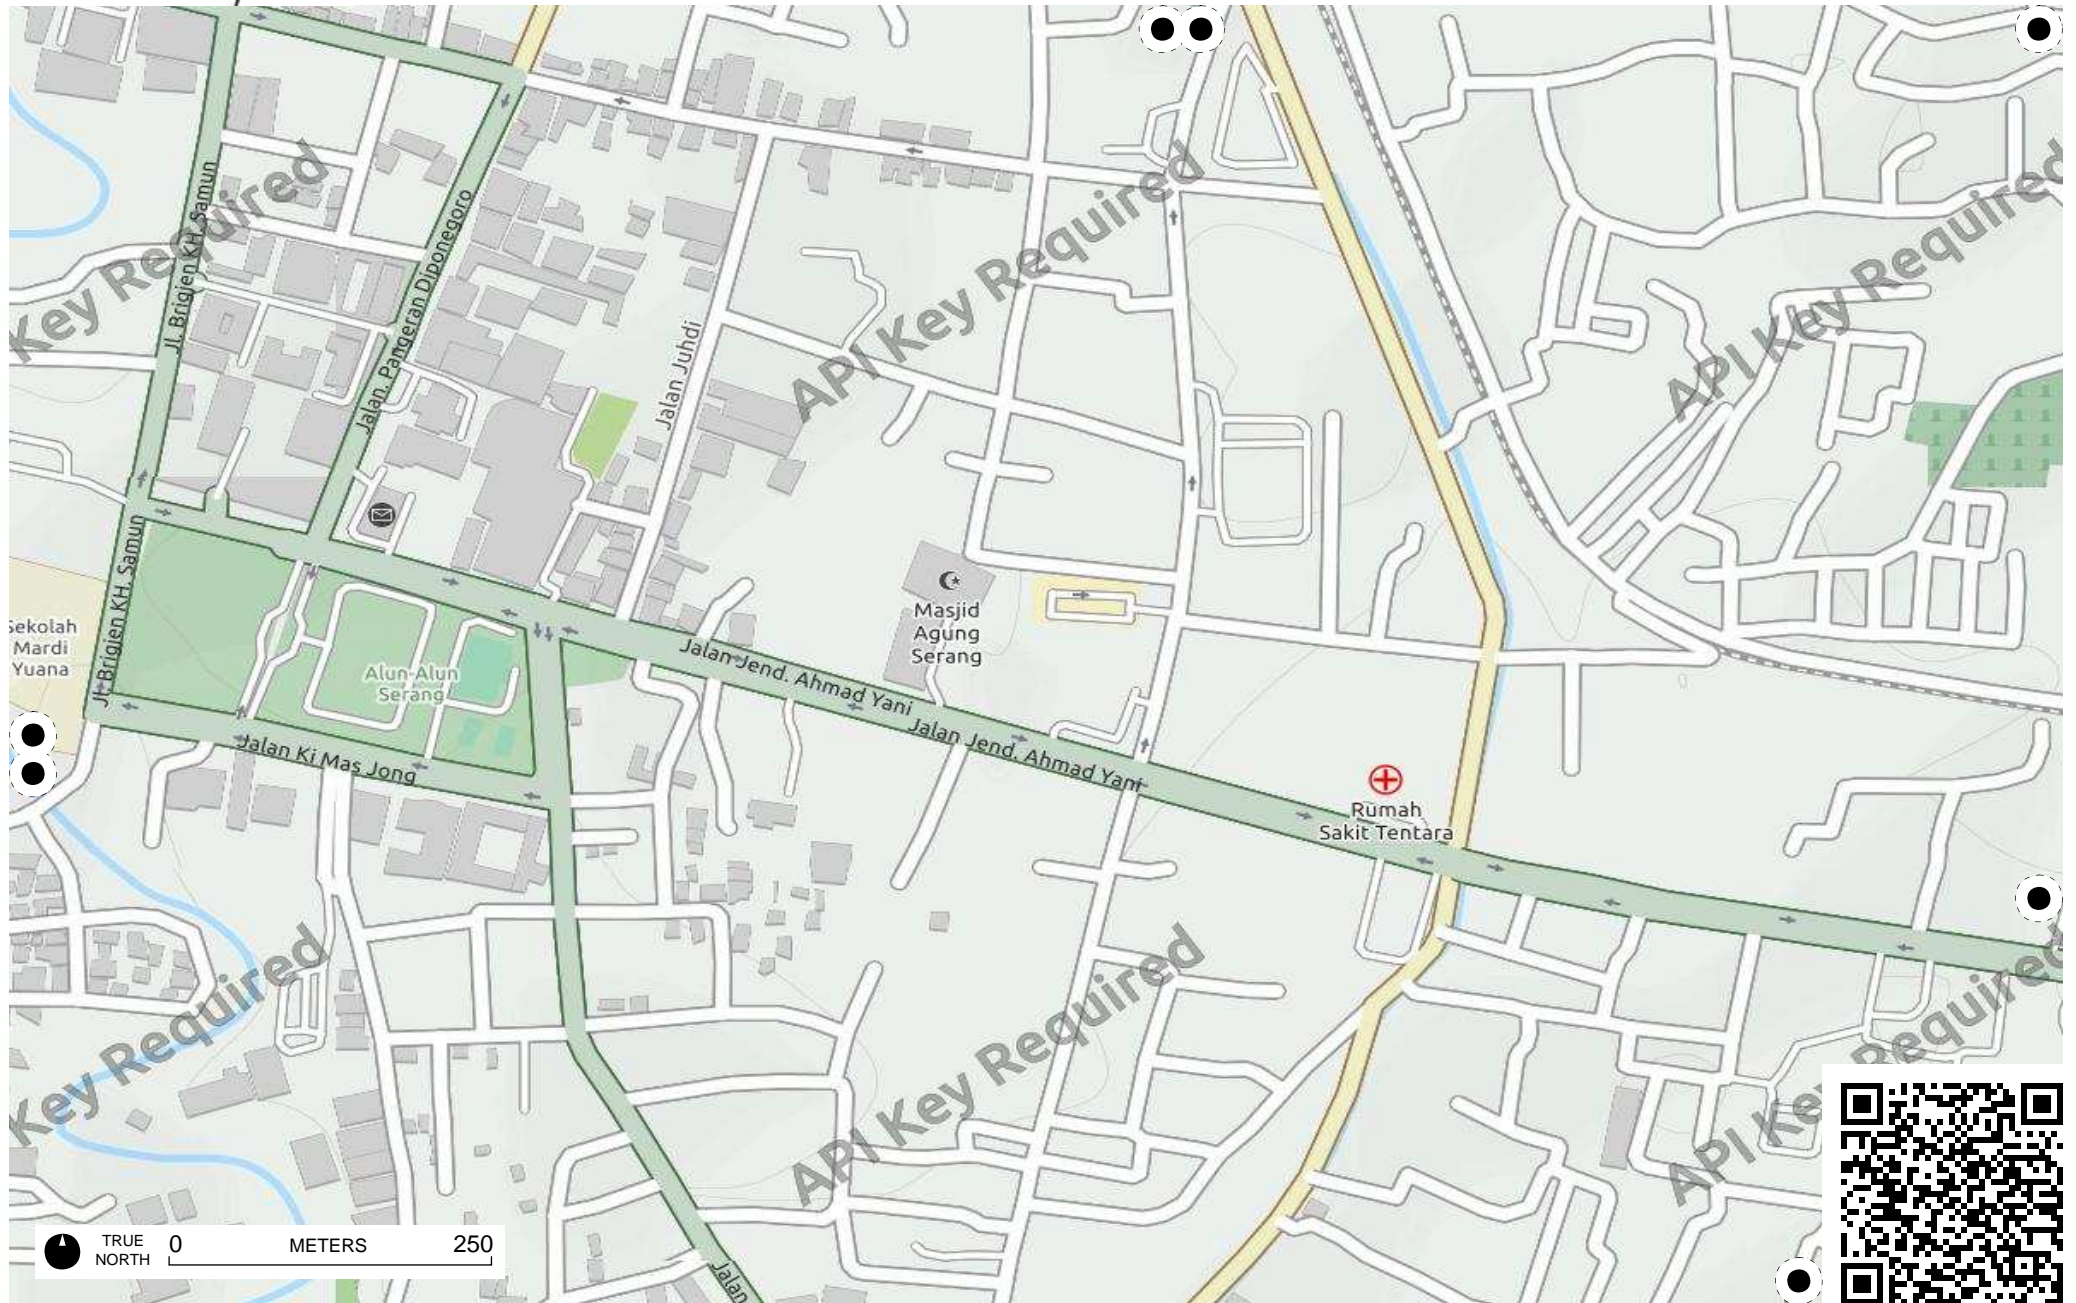 Jl. Brigjen KH. Samun
Key Required
API Key Required
API Key Required
Jalan. Pangeran Diponegoro
Jalan Juhdi
Jl. Brigjen KH. Samun
Sekolah
Mardi
Yuana
Alun-Alun
Serang
Masjid
Agung
Serang
Jalan Jend. Ahmad Yani
Jalan Jend. Ahmad Yani
Jalan Ki Mas Jong
Rumah
Sakit Tentara
Key Required
API Key Required
API Key Required
Jalan
TRUE
NORTH
0 METERS 250